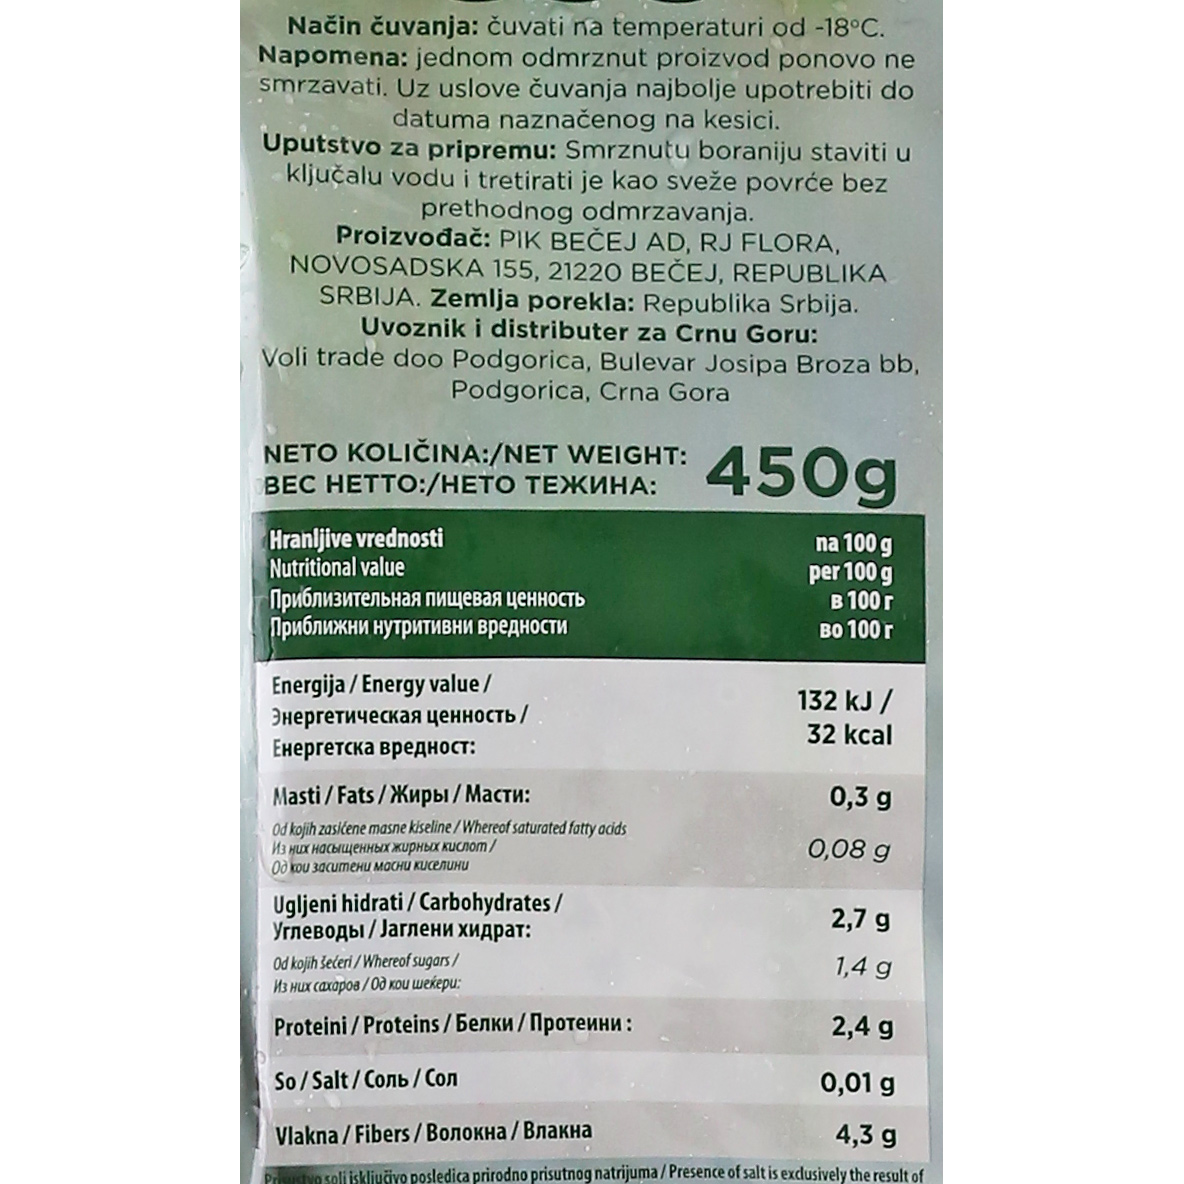 Način čuvanja: čuvati na temperaturi od -18°C.
Napomena: jednom odmrznut proizvod ponovo ne
smrzavati. Uz uslove čuvanja najbolje upotrebiti do
datuma naznačenog na kesici.
Uputstvo za pripremu: Smrznutu boraniju staviti u
ključalu vodu i tretirati je kao sveže povrće bez
prethodnog odmrzavanja.
Proizvođač: PIK BEČEJ AD, RJ FLORA,
NOVOSADSKA 155, 21220 BEČEJ, REPUBLIKA
SRBIJA. Zemlja porekla: Republika Srbija.
Uvoznik i distributer za Crnu Goru:
Voli trade doo Podgorica, Bulevar Josipa Broza bb,
Podgorica, Crna Gora
NETO KOLIČINA:/NET WEIGHT: 450g
ВЕС НЕТТО:/НЕТО ТЕЖИНА:
Hranljive vrednosti na 100 g
Nutritional value per 100 g
Приблизительная пищевая ценность в 100 г
Приближни нутритивни вредности во 100 г
Energija / Energy value / 132 kJ /
Энергетическая ценность / 32 kcal
Енергетска вредност:
Masti / Fats / Жиры / Масти: 0,3 g
Od kojih zasićene masne kiseline / Whereof saturated fatty acids
Из них насыщенных жирных кислот / 0,08 g
Од кои заситени масни киселини
Ugljeni hidrati / Carbohydrates /
Углеводы / Јаглени хидрат: 2,7 g
Od kojih šećeri / Whereof sugars / 1,4 g
Из них сахаров / Од кои шеќери:
Proteini / Proteins / Белки / Протеини : 2,4 g
So / Salt / Соль / Сол 0,01 g
Vlakna / Fibers / Волокна / Влакна 4,3 g
Prisustvo soli isključivo posledica prirodno prisutnog natrijuma / Presence of salt is exclusively the result of